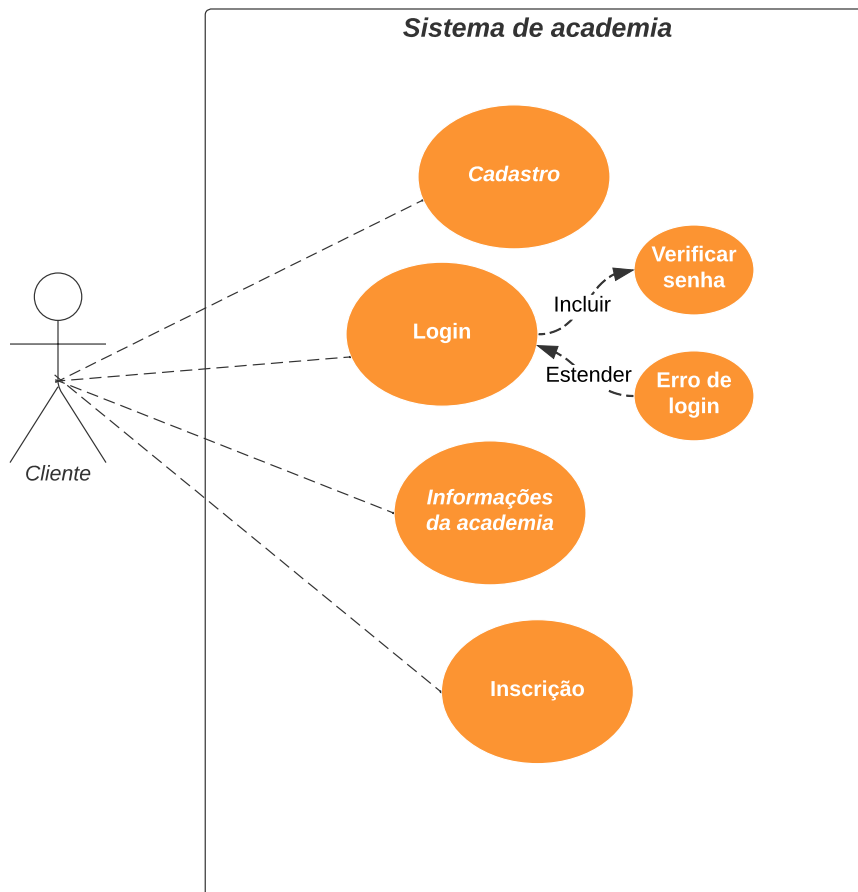 Sistema de academia
Cadastro
Verificar
senha
Incluir
Login
Estender
Erro de
login
Cliente
Informações
da academia
Inscrição